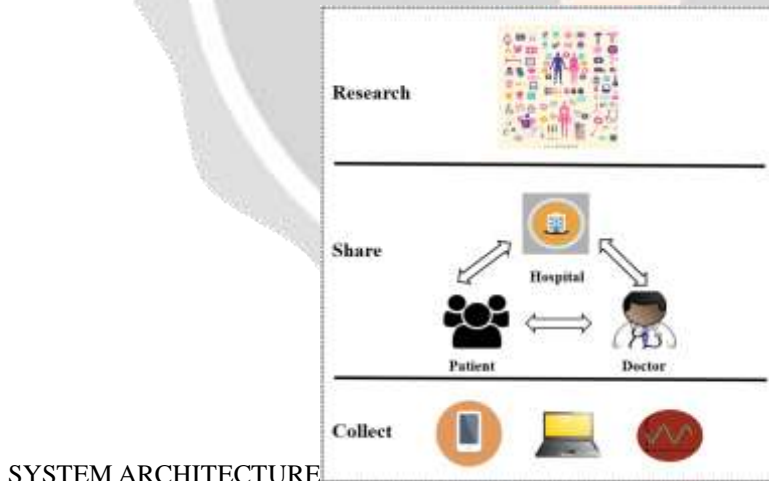 Research
Share
Hospital
Patient
Doctor
Collect
SYSTEM ARCHITECTURE